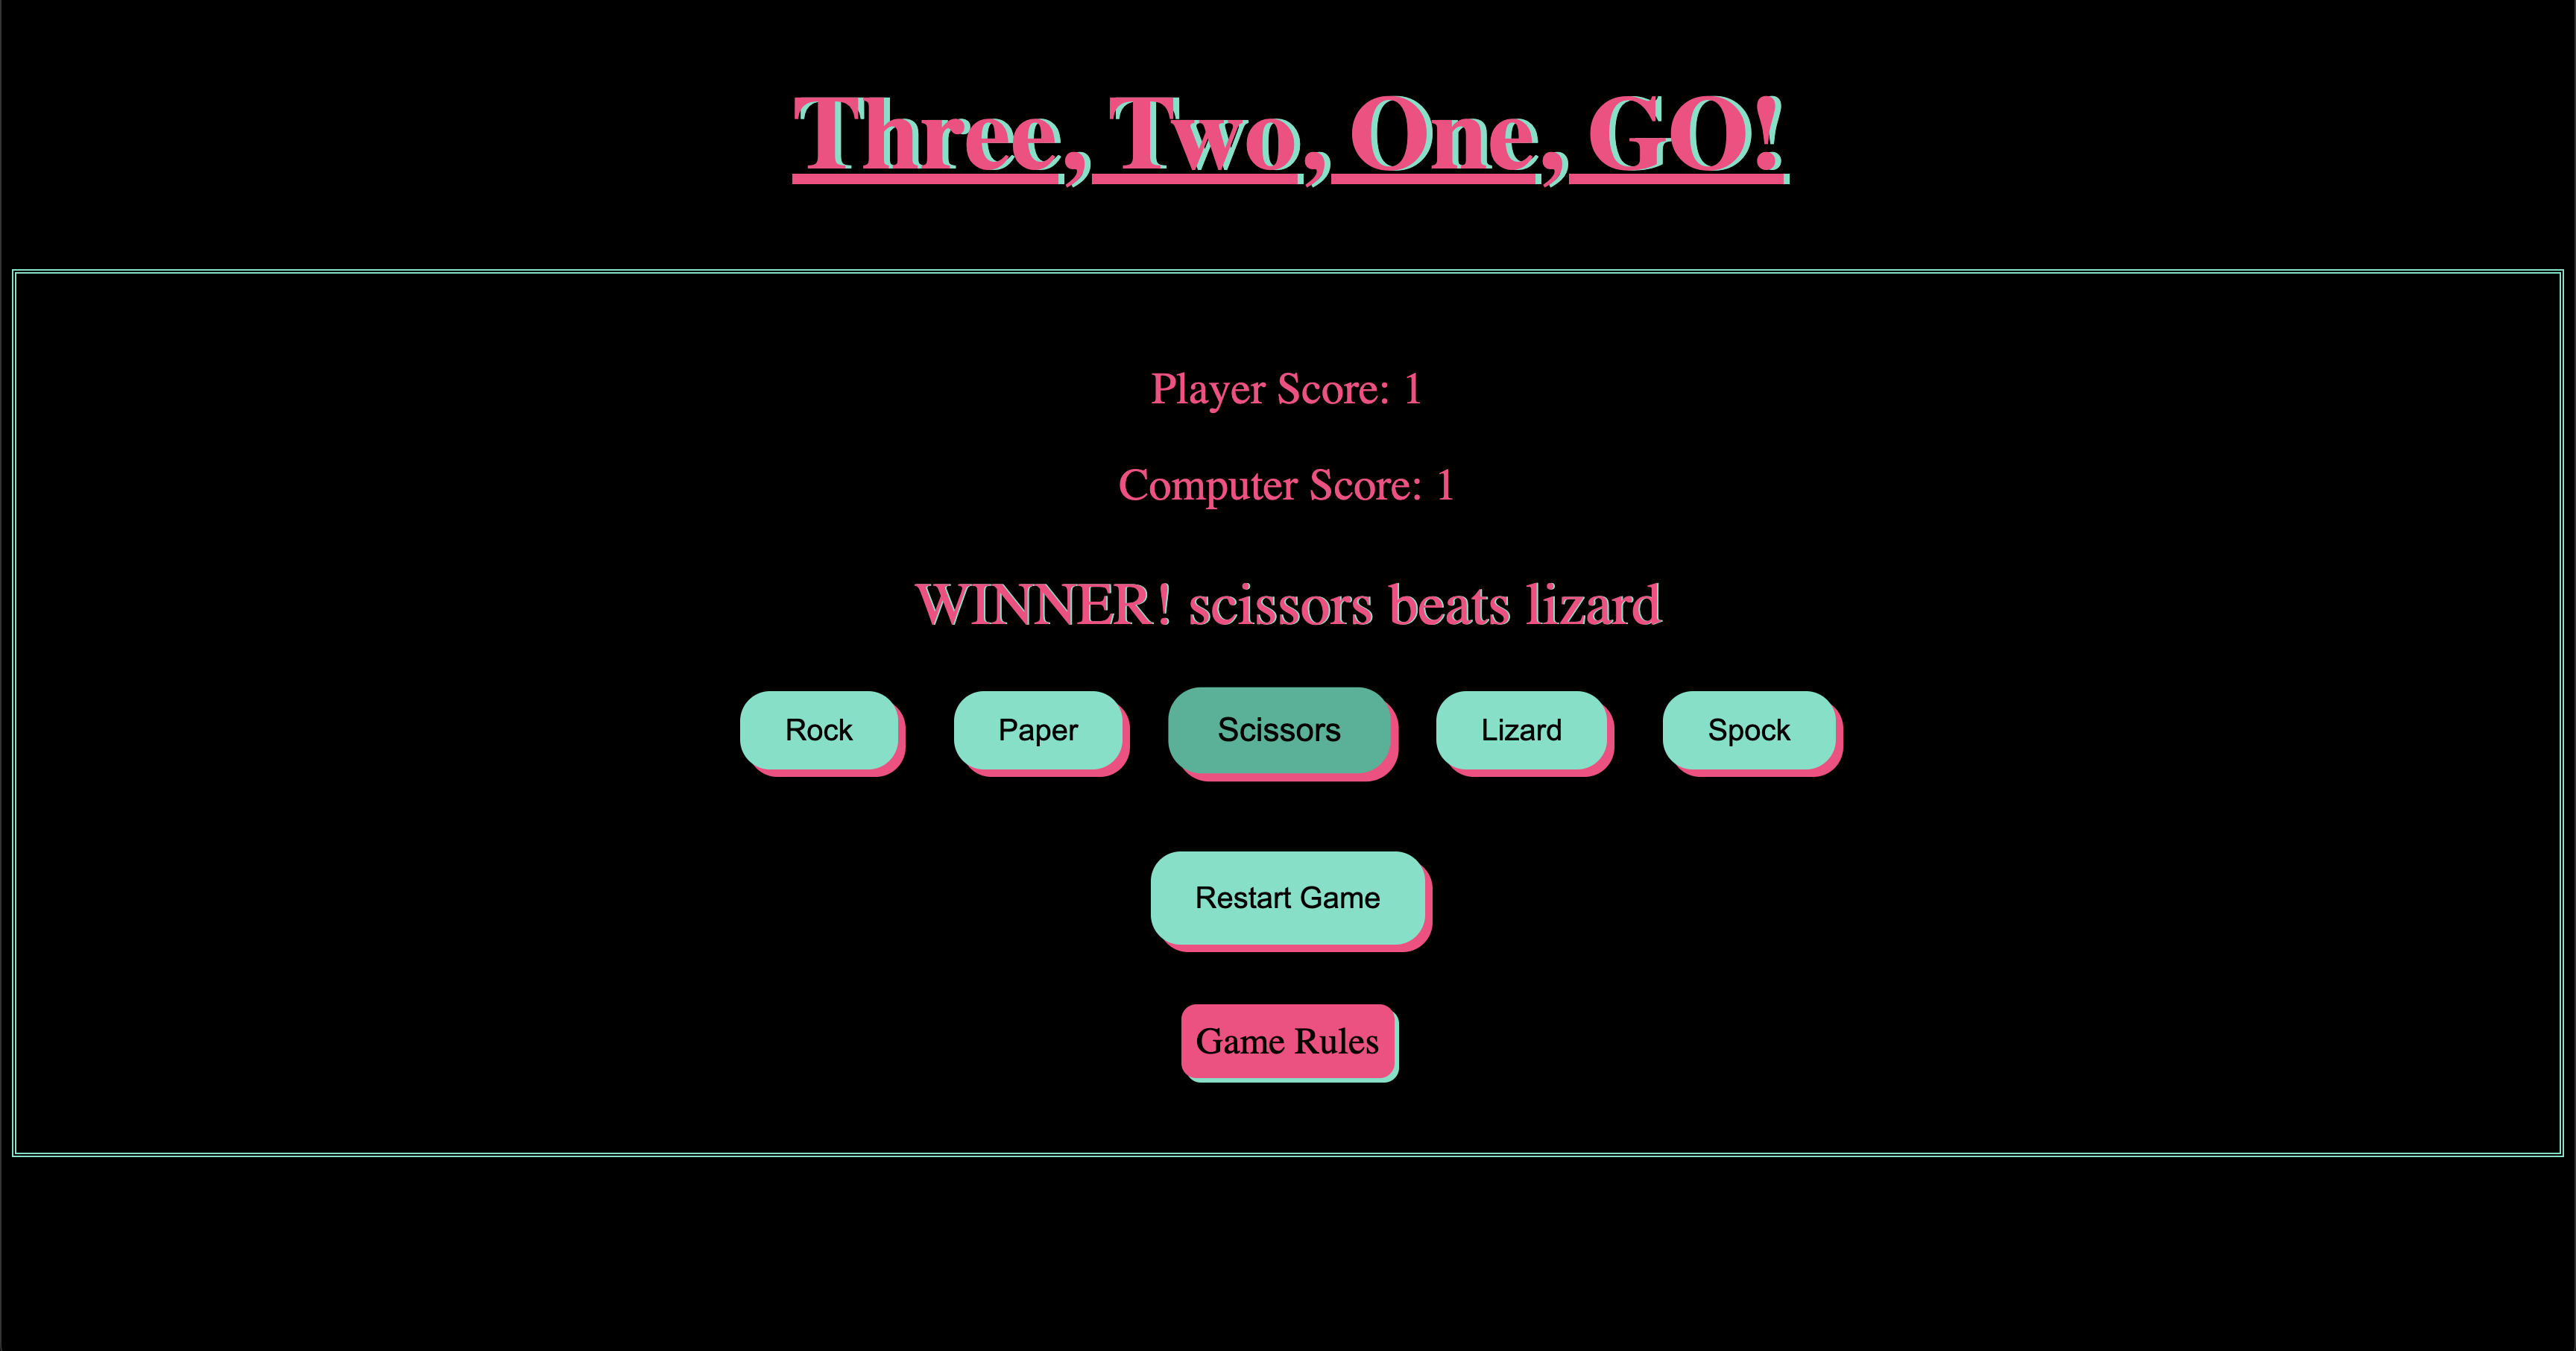 Three, Two, One, GO!
Player Score: 1
Computer Score: 1
WINNER! scissors beats lizard
Rock Paper Scissors Lizard Spock
Restart Game
Game Rules